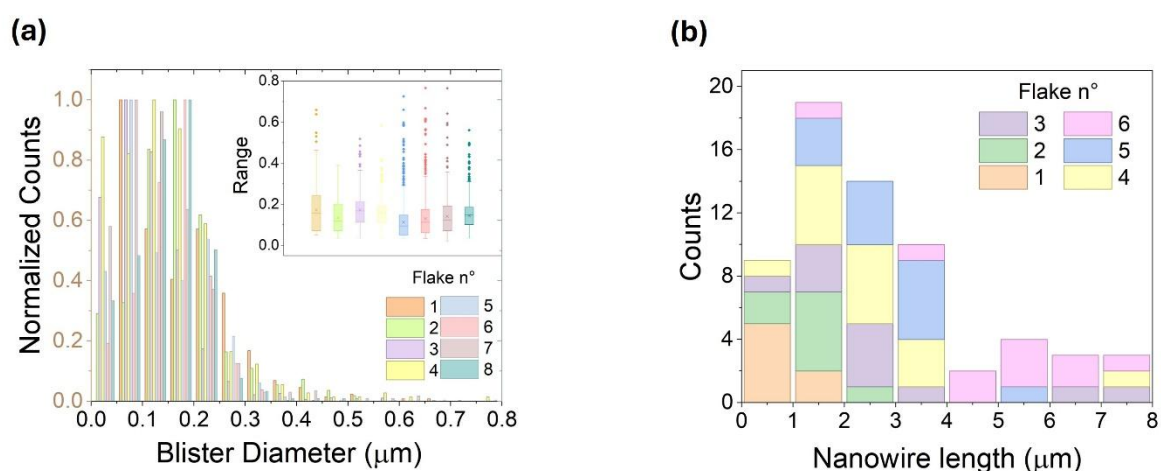 (a)
Normalized Counts
1.0
0.8
0.6
0.4
0.2
0.0
0.0 0.1 0.2 0.3 0.4 0.5 0.6 0.7 0.8
Blister Diameter (μm)
Range
0.8
0.6
0.4
0.2
0.0
Flake n°
1 5
2 6
3 7
4 8
(b)
Counts
20
16
12
8
4
0
0 1 2 3 4 5 6 7 8
Nanowire length (μm)
Flake n°
3 6
2 5
1 4